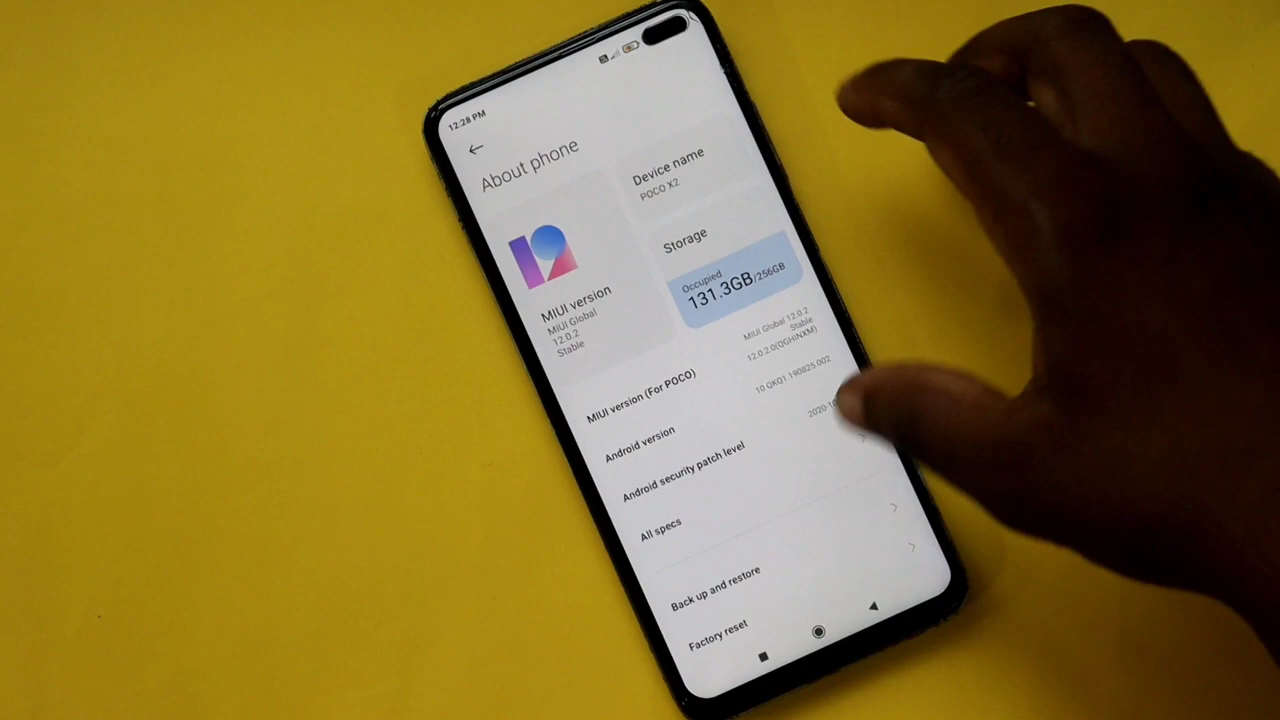 12:28 PM
About phone
MIUI version
MIUI Global
12.0.2
Stable
Device name
POCO X2
Storage
Occupied
131.3GB/256GB
MIUI version (For POCO)
MIUI Global 12.0.2
Stable
12.0.2.0(QGHINXM)
Android version
10 QKQ1 190825.002
Android security patch level
2020-10
All specs
Back up and restore
Factory reset